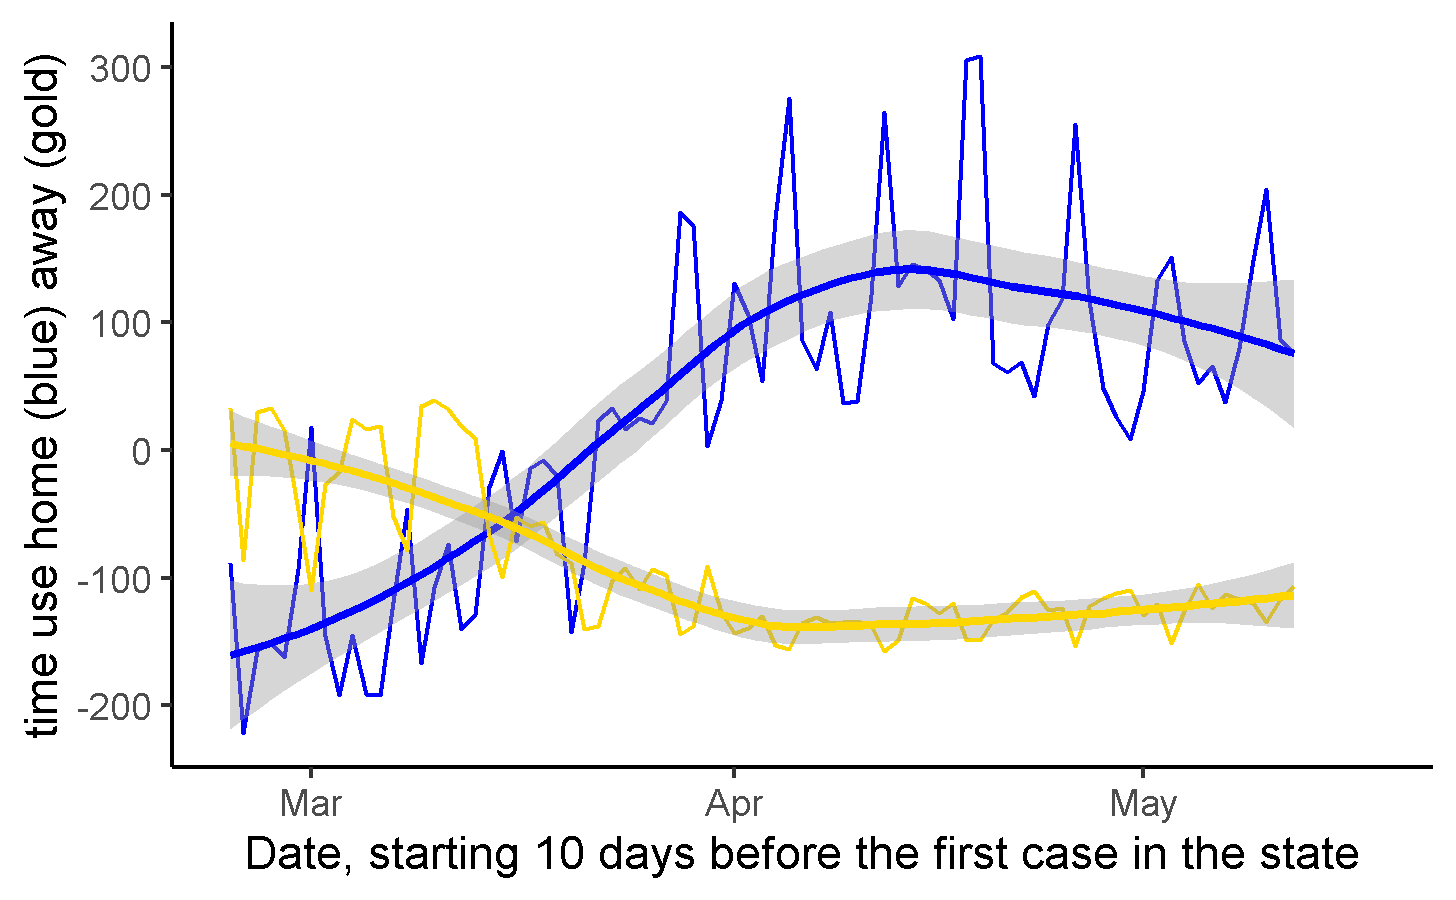 time use home (blue) away (gold)
300
200
100
0
-100
-200
Mar Apr May
Date, starting 10 days before the first case in the state